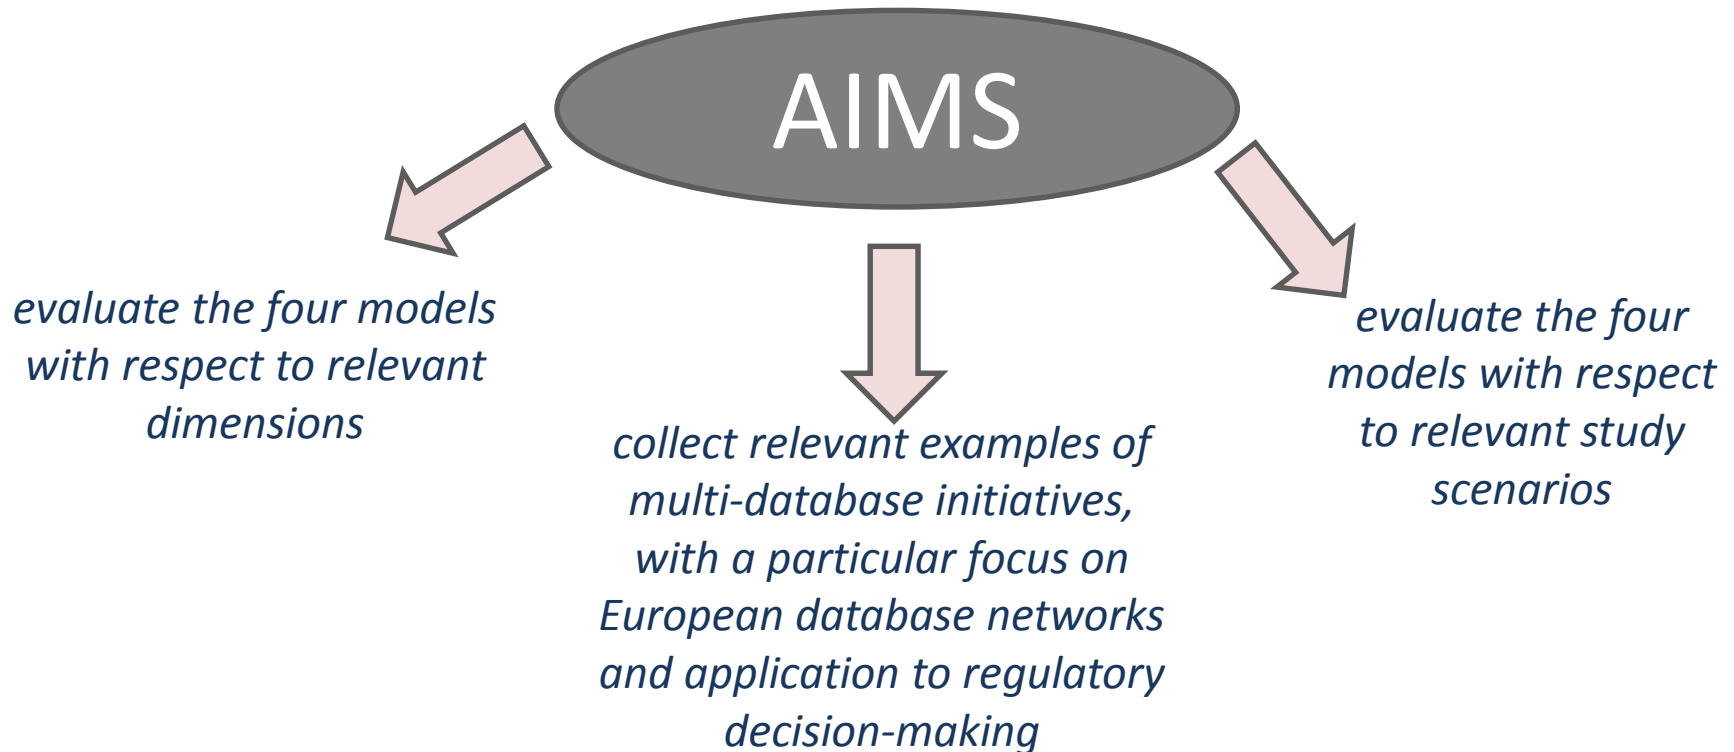 AIMS
evaluate the four models
with respect to relevant
dimensions
collect relevant examples of
multi-database initiatives,
with a particular focus on
European database networks
and application to regulatory
decision-making
evaluate the four
models with respect
to relevant study
scenarios